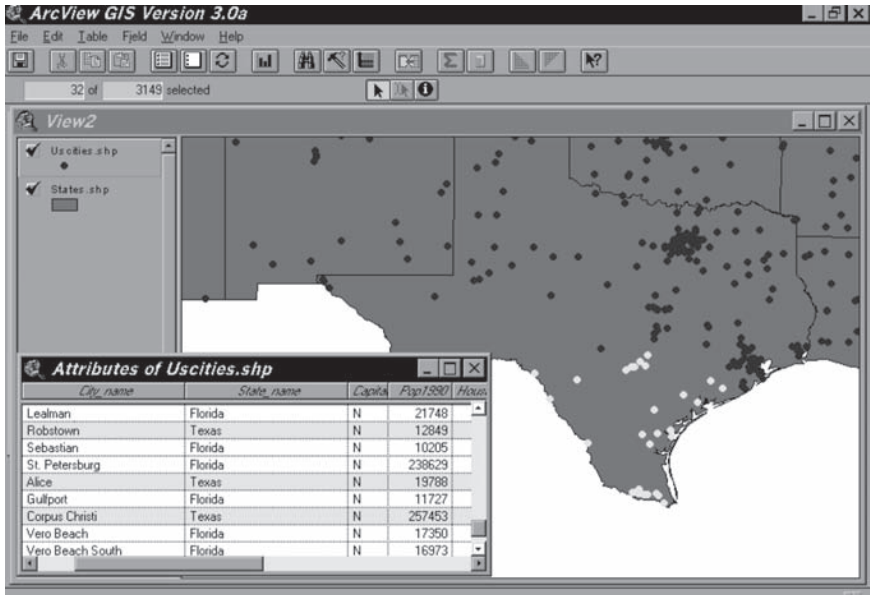 ArcView GIS Version 3.0a
File Edit Table Field Window Help
32 of 3149 selected
View2
Uscities.shp
States.shp
Attributes of Uscities.shp
City_name State_name Capital Pop1990 Hous
Lealman Florida N 21748
Robstown Texas N 12849
Sebastian Florida N 10205
St. Petersburg Florida N 238629
Alice Texas N 19788
Gulfport Florida N 11727
Corpus Christi Texas N 257453
Vero Beach Florida N 17350
Vero Beach South Florida N 16973